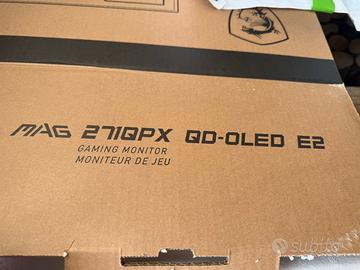 MAG 271QPX QD-OLED E2
GAMING MONITOR
MONITEUR DE JEU
subito